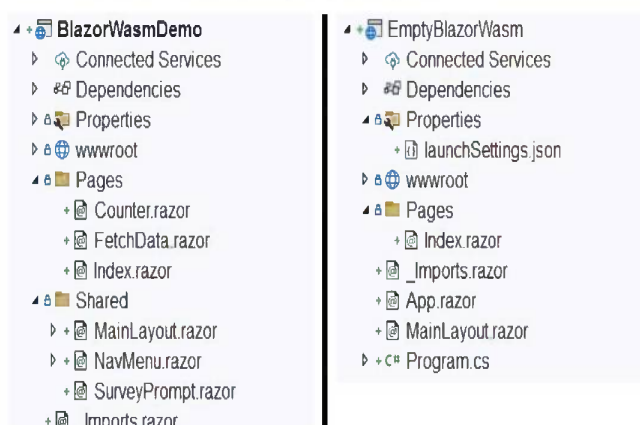 BlazorWasmDemo
Connected Services
Dependencies
Properties
wwwroot
Pages
Counter.razor
FetchData.razor
Index.razor
Shared
MainLayout.razor
NavMenu.razor
SurveyPrompt.razor
_Imports.razor
EmptyBlazorWasm
Connected Services
Dependencies
Properties
launchSettings.json
wwwroot
Pages
Index.razor
_Imports.razor
App.razor
MainLayout.razor
C# Program.cs